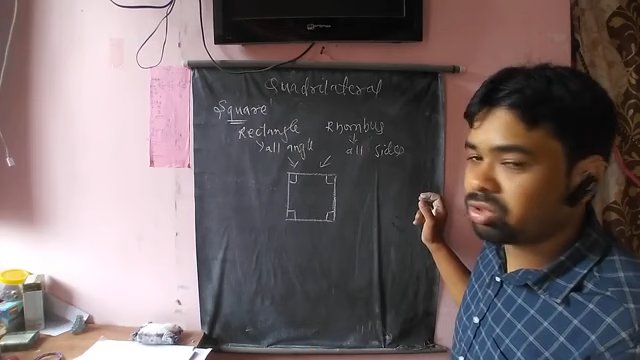 Quadrilateral
Square
Rectangle Rhombus
all angle all sides